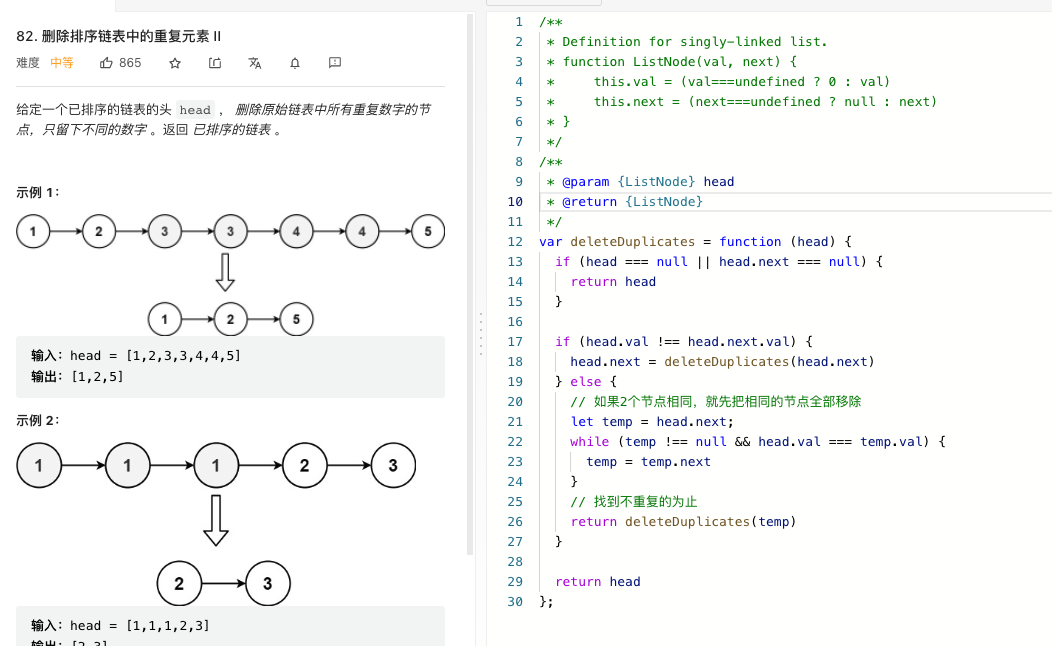 82. 删除排序链表中的重复元素 II
难度 中等 865
给定一个已排序的链表的头 head ， 删除原始链表中所有重复数字的节
点，只留下不同的数字 。返回 已排序的链表 。
示例 1：
1 2 3 3 4 4 5
1 2 5
输入：head = [1,2,3,3,4,4,5]
输出：[1,2,5]
示例 2：
1 1 1 2 3
2 3
输入：head = [1,1,1,2,3]
输出：[2,3]
1 /**
2 * Definition for singly-linked list.
3 * function ListNode(val, next) {
4 *     this.val = (val===undefined ? 0 : val)
5 *     this.next = (next===undefined ? null : next)
6 * }
7 */
8 /**
9 * @param {ListNode} head
10 * @return {ListNode}
11 */
12 var deleteDuplicates = function (head) {
13   if (head === null || head.next === null) {
14     return head
15   }
16
17   if (head.val !== head.next.val) {
18     head.next = deleteDuplicates(head.next)
19   } else {
20     // 如果2个节点相同，就先把相同的节点全部移除
21     let temp = head.next;
22     while (temp !== null && head.val === temp.val) {
23       temp = temp.next
24     }
25     // 找到不重复的为止
26     return deleteDuplicates(temp)
27   }
28
29   return head
30 };